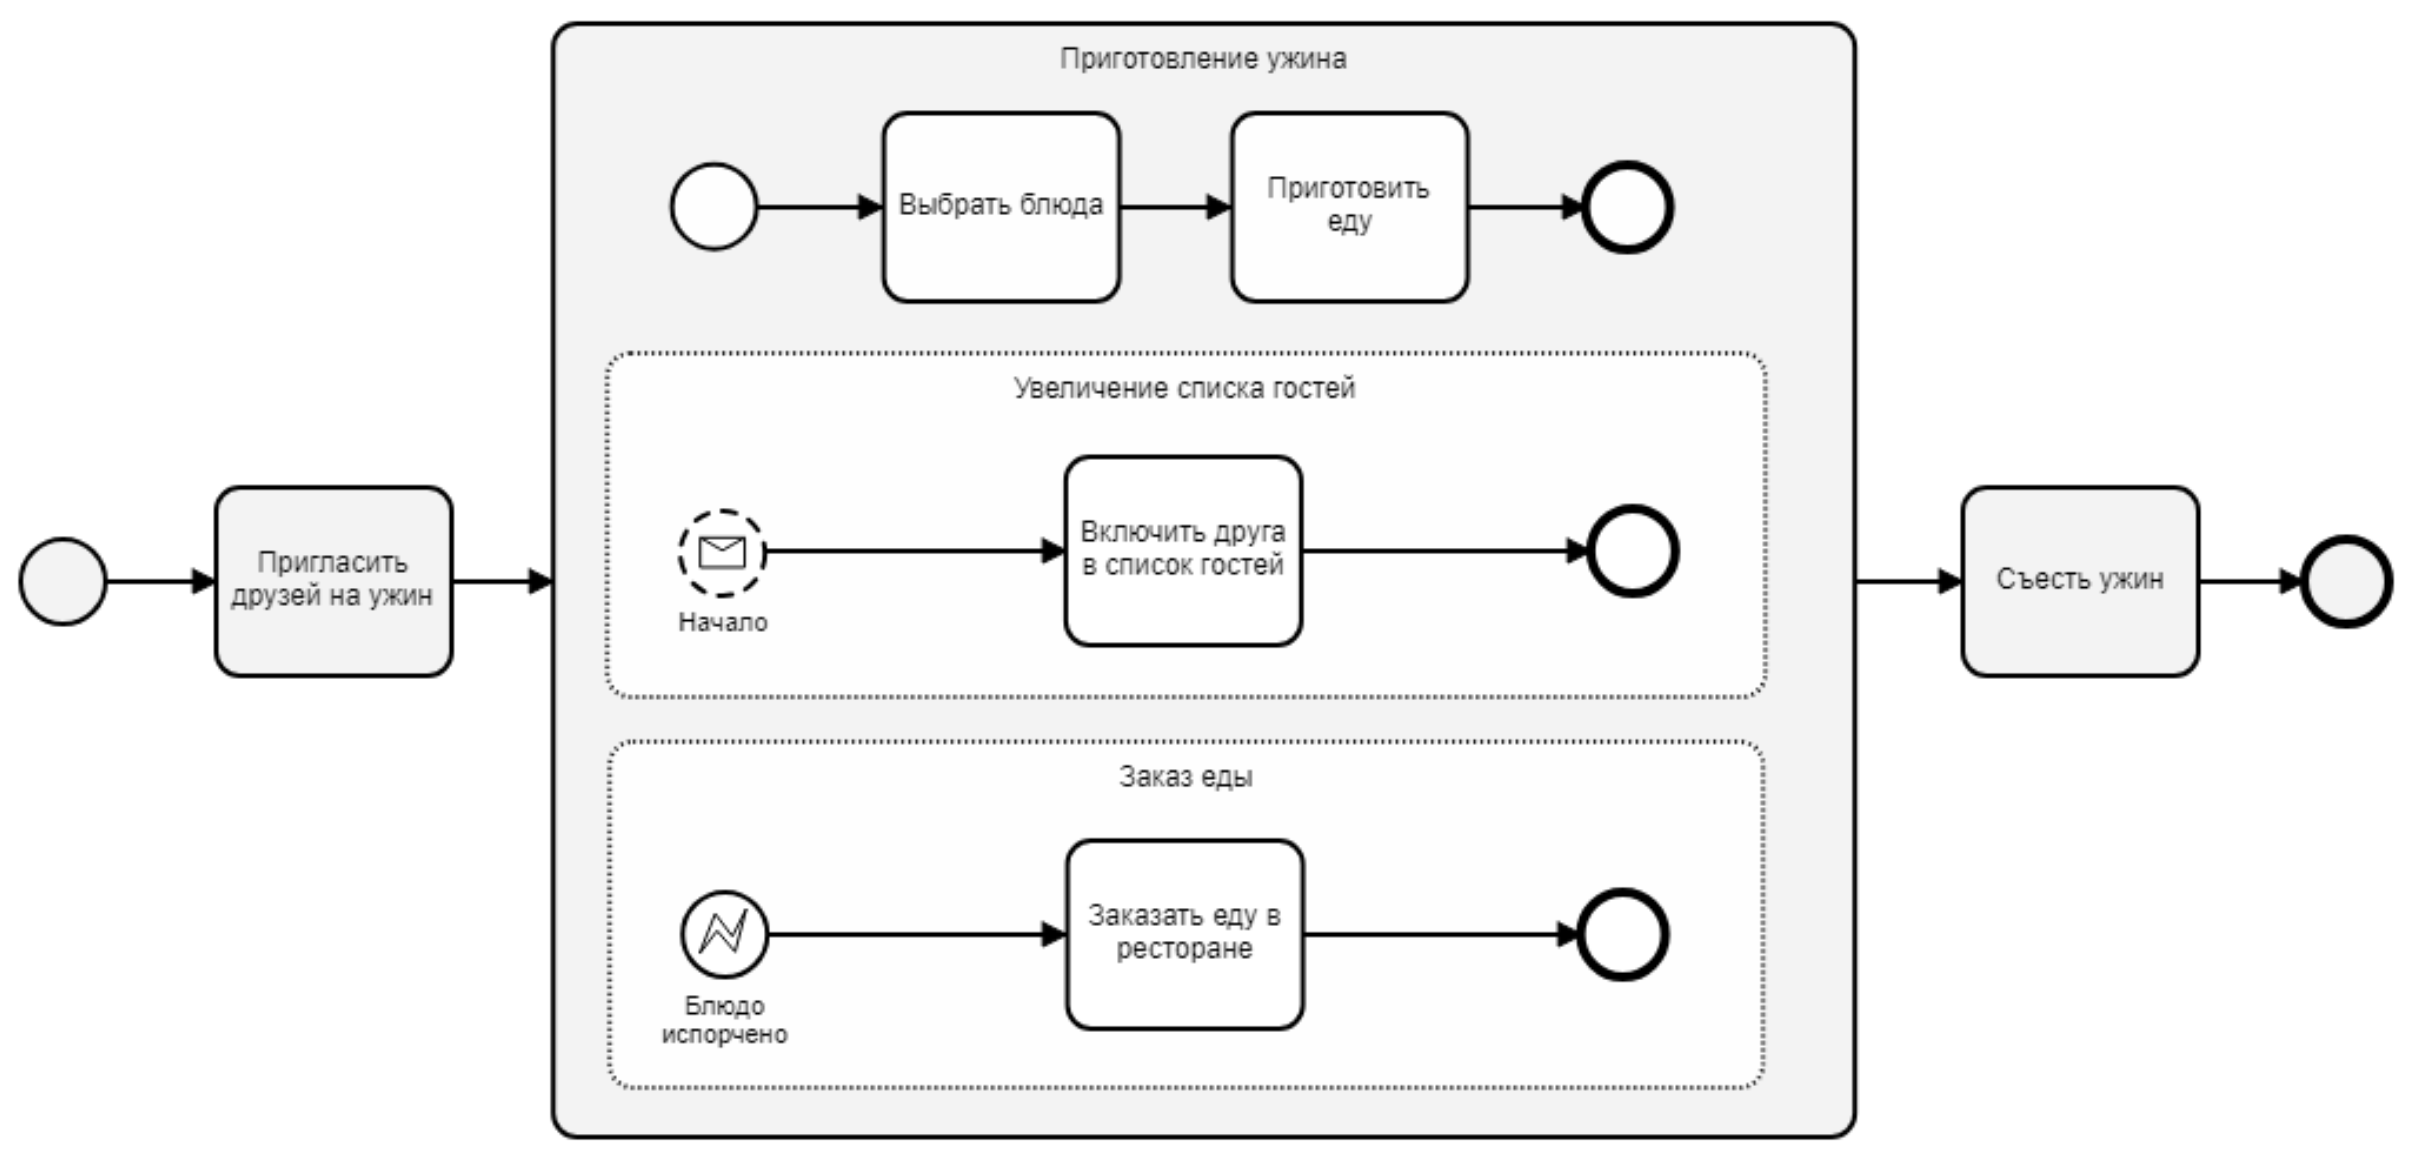 Приготовление ужина
Выбрать блюда
Приготовить
еду
Увеличение списка гостей
Включить друга
в список гостей
Начало
Пригласить
друзей на ужин
Съесть ужин
Заказ еды
Заказать еду в
ресторане
Блюдо
испорчено